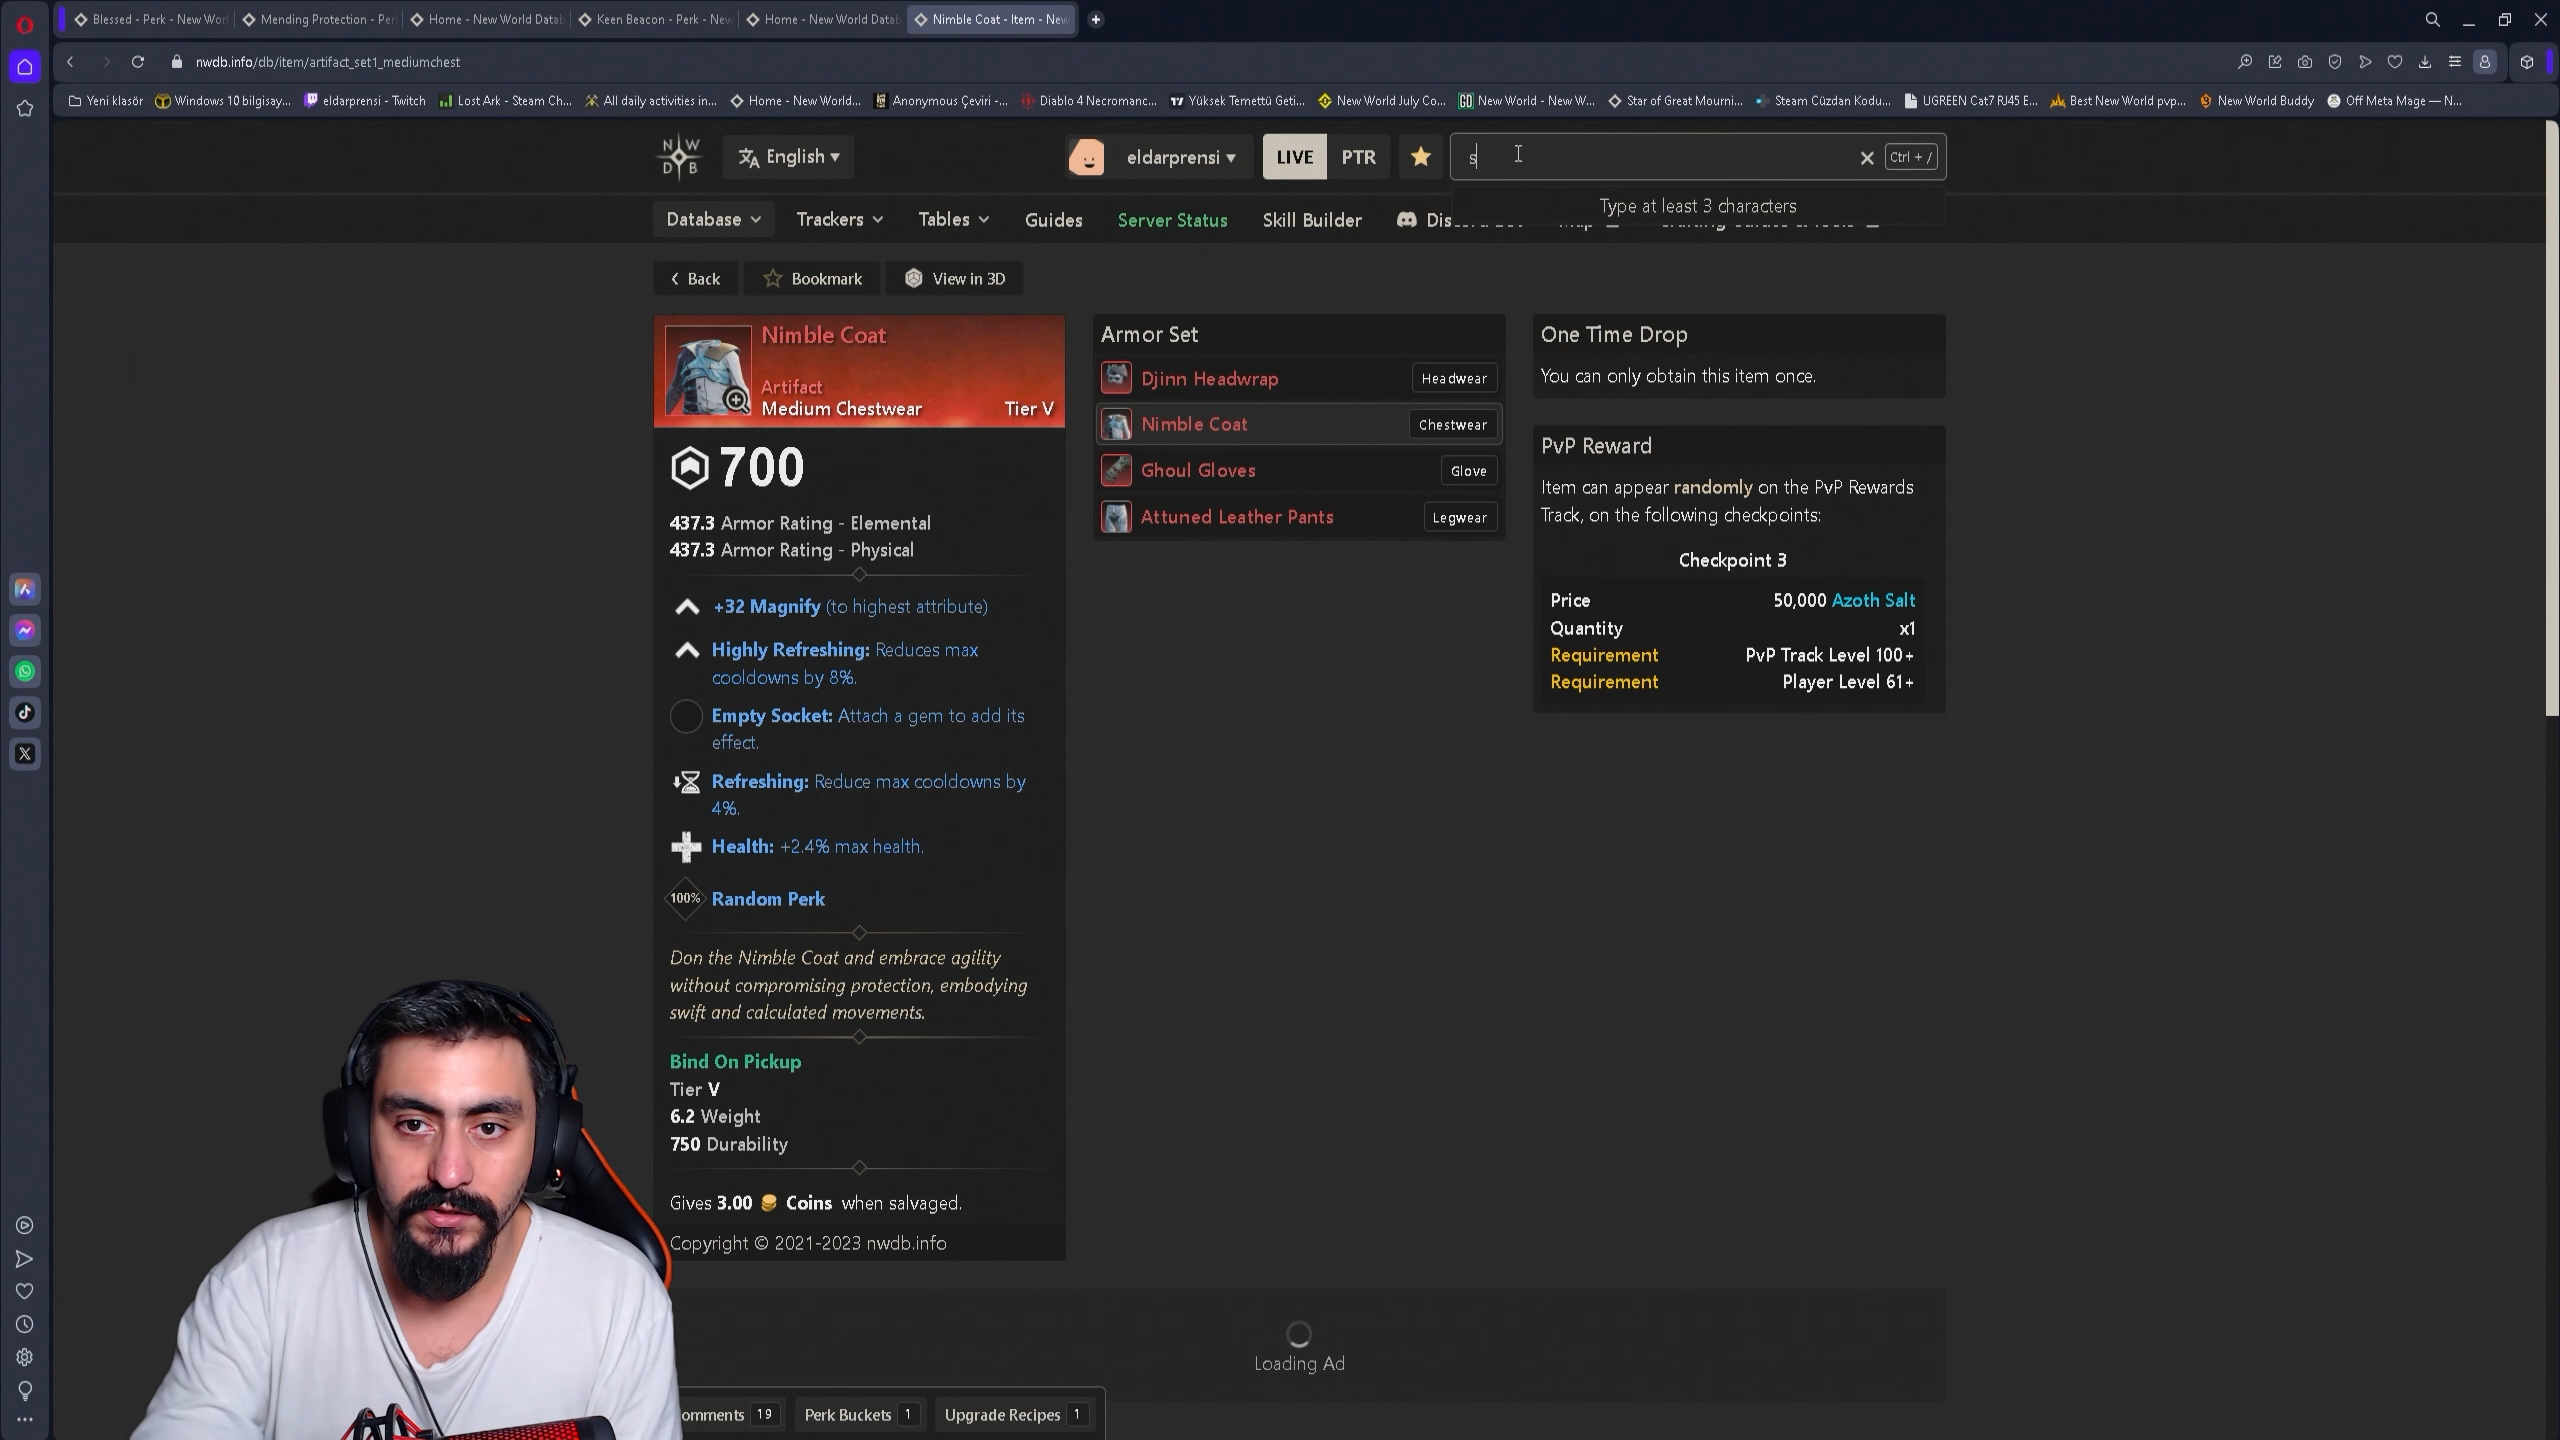 Blessed - Perk - New Worl
Mending Protection - Per
Home - New World Datab
Keen Beacon - Perk - New
Home - New World Datab
Nimble Coat - Item - New
nwdb.info/db/item/artifact_set1_mediumchest
Yeni klasör
Windows 10 bilgisay...
eldarprensi - Twitch
Lost Ark - Steam Ch...
All daily activities in...
Home - New World...
Anonymous Çeviri -...
Diablo 4 Necromanc...
Yüksek Temettü Geti...
New World July Co...
New World - New W...
Star of Great Mourni...
Steam Cüzdan Kodu...
UGREEN Cat7 RJ45 E...
Best New World pvp...
New World Buddy
Off Meta Mage — N...
N W
D B
English
eldarprensi
LIVE
PTR
s
Ctrl + /
Type at least 3 characters
Database
Trackers
Tables
Guides
Server Status
Skill Builder
Back
Bookmark
View in 3D
Nimble Coat
Artifact
Medium Chestwear Tier V
700
437.3 Armor Rating - Elemental
437.3 Armor Rating - Physical
+32 Magnify (to highest attribute)
Highly Refreshing: Reduces max
cooldowns by 8%.
Empty Socket: Attach a gem to add its
effect.
Refreshing: Reduce max cooldowns by
4%.
Health: +2.4% max health.
100% Random Perk
Don the Nimble Coat and embrace agility
without compromising protection, embodying
swift and calculated movements.
Bind On Pickup
Tier V
6.2 Weight
750 Durability
Gives 3.00 Coins when salvaged.
Copyright © 2021-2023 nwdb.info
Armor Set
Djinn Headwrap Headwear
Nimble Coat Chestwear
Ghoul Gloves Glove
Attuned Leather Pants Legwear
One Time Drop
You can only obtain this item once.
PvP Reward
Item can appear randomly on the PvP Rewards
Track, on the following checkpoints:
Checkpoint 3
Price 50,000 Azoth Salt
Quantity x1
Requirement PvP Track Level 100+
Requirement Player Level 61+
Loading Ad
omments 19
Perk Buckets 1
Upgrade Recipes 1